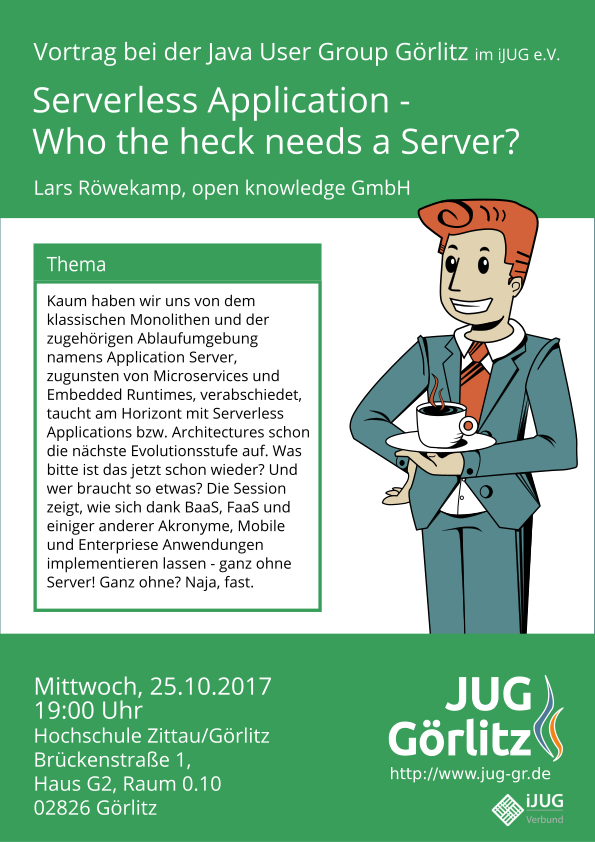 Vortrag bei der Java User Group Görlitz im iJUG e.V.
Serverless Application -
Who the heck needs a Server?
Lars Röwekamp, open knowledge GmbH
Thema
Kaum haben wir uns von dem
klassischen Monolithen und der
zugehörigen Ablaufumgebung
namens Application Server,
zugunsten von Microservices und
Embedded Runtimes, verabschiedet,
taucht am Horizont mit Serverless
Applications bzw. Architectures schon
die nächste Evolutionsstufe auf. Was
bitte ist das jetzt schon wieder? Und
wer braucht so etwas? Die Session
zeigt, wie sich dank BaaS, FaaS und
einiger anderer Akronyme, Mobile
und Enterpriese Anwendungen
implementieren lassen - ganz ohne
Server! Ganz ohne? Naja, fast.
Mittwoch, 25.10.2017
19:00 Uhr
Hochschule Zittau/Görlitz
Brückenstraße 1,
Haus G2, Raum 0.10
02826 Görlitz
JUG
Görlitz
http://www.jug-gr.de
iJUG
Verbund